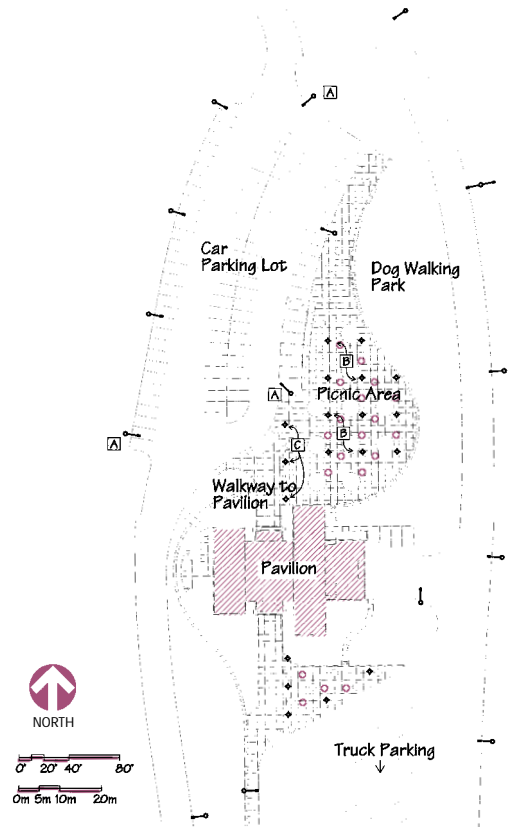 A
Car
Parking Lot
Dog Walking
Park
B
A
Picnic Area
A
C
B
Walkway to
Pavilion
Pavilion
NORTH
0' 20' 40' 80'
0m 5m 10m 20m
Truck Parking